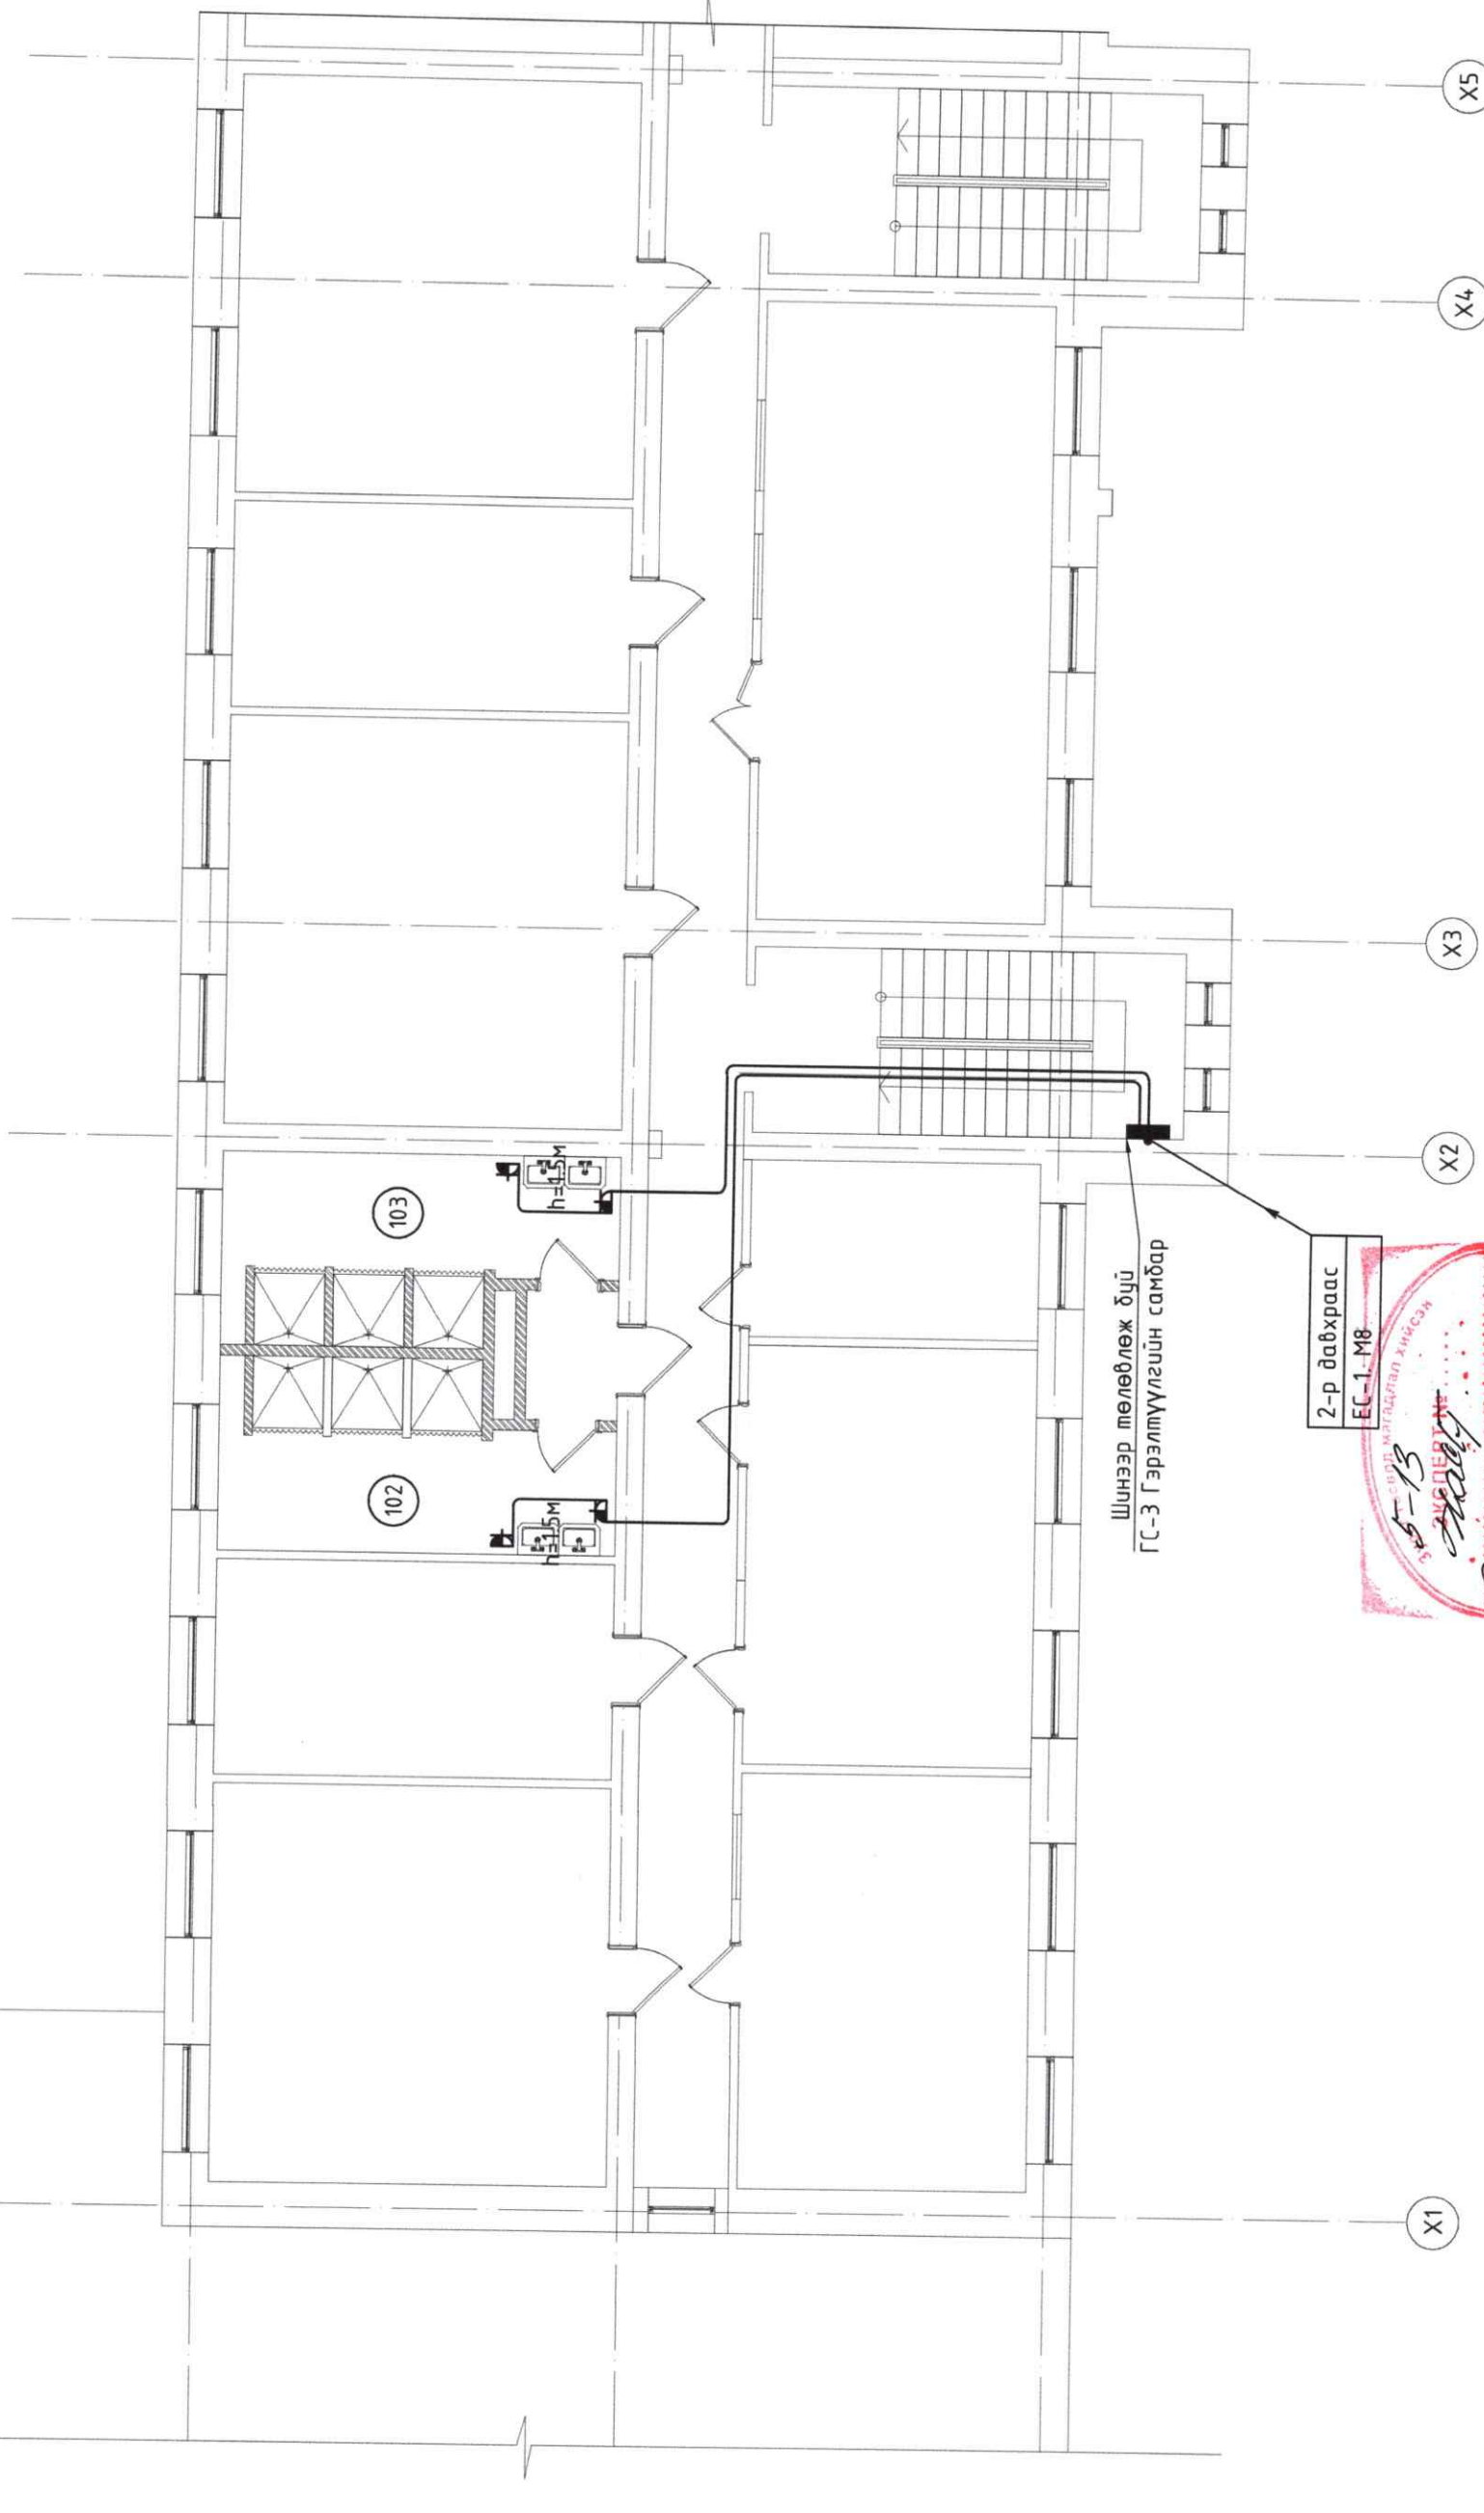 103
102
h=1.5м
h=1.5м
Шинээр төлөвлөж буй
ГС-3 Гэрэлтүүлгийн самбар
2-р давхраас
ЕС-1. М8
ЭКСПЕРТ №
X1
X2
X3
X4
X5